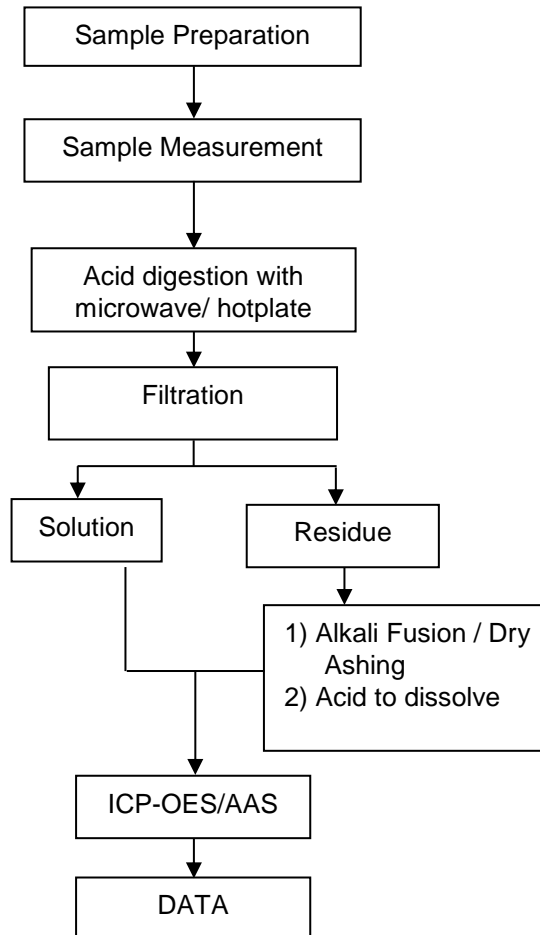 Sample Preparation
Sample Measurement
Acid digestion with
microwave/ hotplate
Filtration
Solution
Residue
1) Alkali Fusion / Dry
Ashing
2) Acid to dissolve
ICP-OES/AAS
DATA